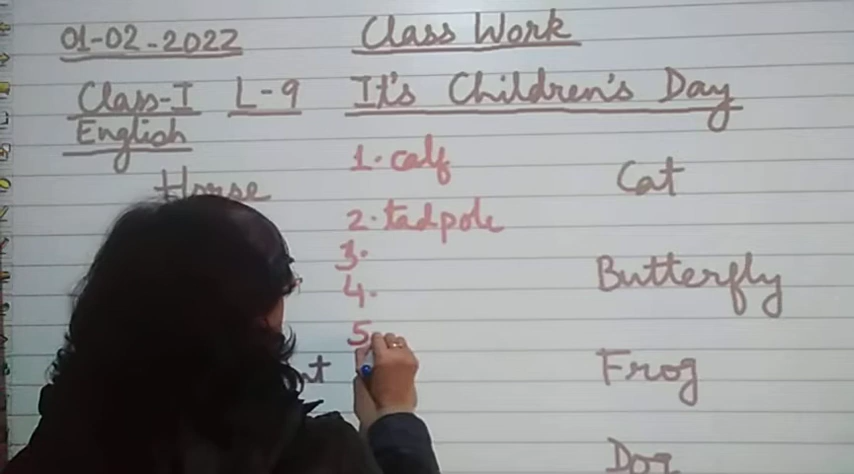 01-02-2022 Class Work
Class-I L-9 It's Children's Day
English
1. calf
Horse Cat
2. tadpole
3.
Butterfly
4.
5.
Frog
Dog